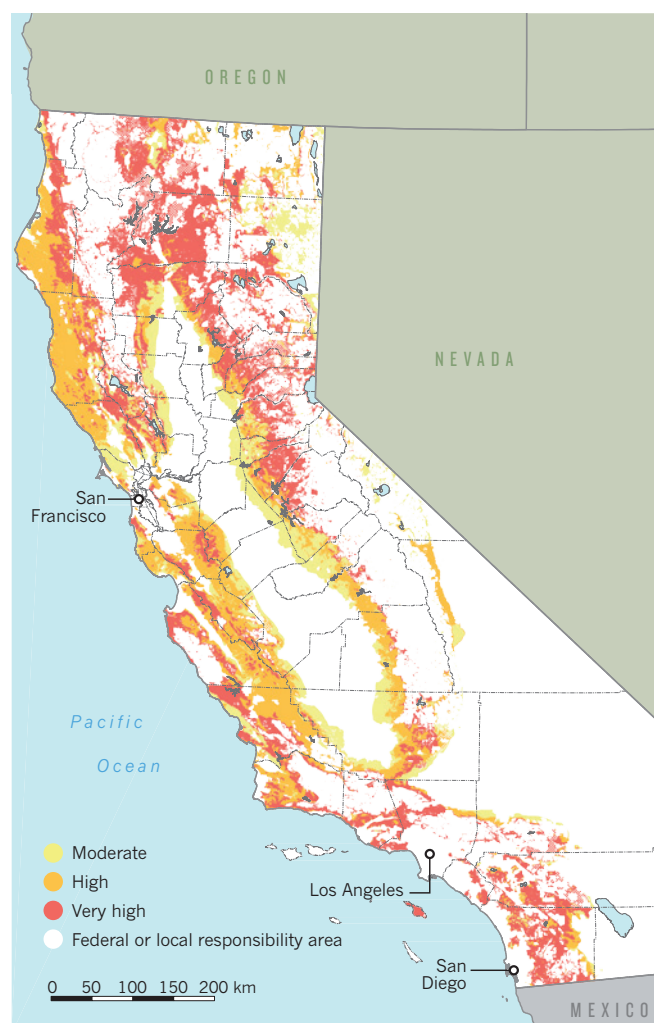 OREGON
NEVADA
San
Francisco
Pacific
Ocean
Moderate
High
Very high
Federal or local responsibility area
Los Angeles
San
Diego
0 50 100 150 200 km
MEXICO